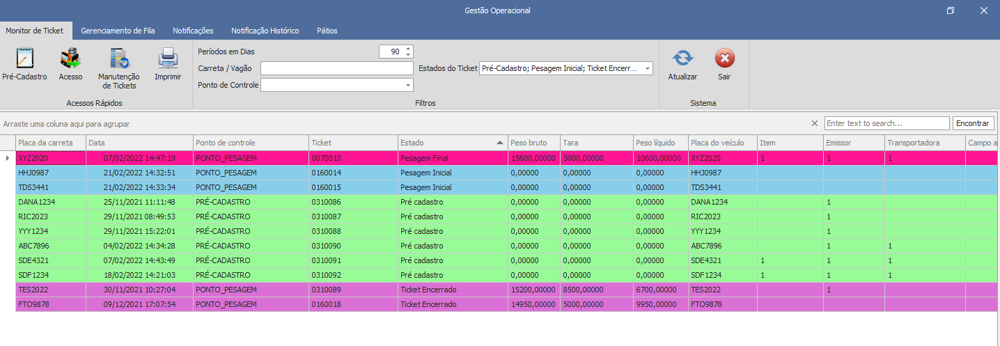 Gestão Operacional
Monitor de Ticket Gerenciamento de Fila Notificações Notificação Histórico Pátios
Períodos em Dias 90
Carreta / Vagão Estados do Ticket Pré-Cadastro; Pesagem Inicial; Ticket Encerr...
Ponto de Controle
Pré-Cadastro Acesso Manutenção de Tickets Imprimir Atualizar Sair
Acessos Rápidos Filtros Sistema
Arraste uma coluna aqui para agrupar Enter text to search... Encontrar
Placa da carreta Data Ponto de controle Ticket Estado Peso bruto Tara Peso líquido Placa do veículo Item Emissor Transportadora Campo a
XYZ2020 07/02/2022 14:47:19 PONTO_PESAGEM 0070010 Pesagem Final 15600,00000 5000,00000 10600,00000 XYZ2020 1 1 1
HHJ0987 21/02/2022 14:32:51 PONTO_PESAGEM 0160014 Pesagem Inicial 0,00000 0,00000 0,00000 HHJ0987
TDS3441 21/02/2022 14:33:34 PONTO_PESAGEM 0160015 Pesagem Inicial 0,00000 0,00000 0,00000 TDS3441
DANA1234 25/11/2021 11:11:48 PRÉ-CADASTRO 0310086 Pré cadastro 0,00000 0,00000 0,00000 DANA1234 1
RIC2023 29/11/2021 08:49:53 PRÉ-CADASTRO 0310087 Pré cadastro 0,00000 0,00000 0,00000 RIC2023 1
YYY1234 29/11/2021 15:22:01 PRÉ-CADASTRO 0310088 Pré cadastro 0,00000 0,00000 0,00000 YYY1234 1
ABC7896 04/02/2022 14:34:28 PRÉ-CADASTRO 0310090 Pré cadastro 0,00000 0,00000 0,00000 ABC7896 1 1
SDE4321 07/02/2022 14:43:49 PRÉ-CADASTRO 0310091 Pré cadastro 0,00000 0,00000 0,00000 SDE4321 1 1 1
SDF1234 18/02/2022 14:21:03 PRÉ-CADASTRO 0310092 Pré cadastro 0,00000 0,00000 0,00000 SDF1234 1 1 1
TES2022 30/11/2021 10:27:04 PONTO_PESAGEM 0310089 Ticket Encerrado 15200,00000 8500,00000 6700,00000 TES2022 1
FTO9878 09/12/2021 17:07:54 PONTO_PESAGEM 0160018 Ticket Encerrado 14950,00000 5000,00000 9950,00000 FTO9878